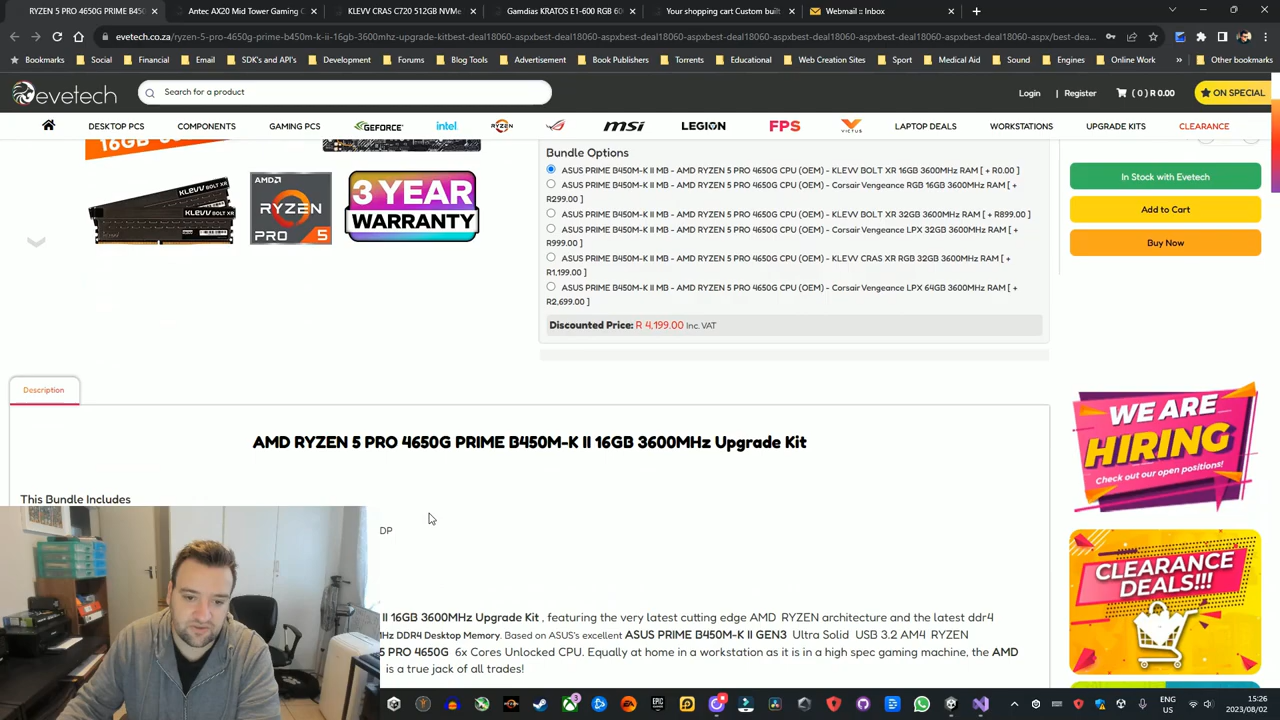 RYZEN 5 PRO 4650G PRIME B450
Antec AX20 Mid Tower Gaming C
KLEVV CRAS C720 512GB NVMe
Gamdias KRATOS E1-600 RGB 60
Your shopping cart Custom built
Webmail :: Inbox
evetech.co.za/ryzen-5-pro-4650g-prime-b450m-k-ii-16gb-3600mhz-upgrade-kitbest-deal18060-aspxbest-deal18060-aspxbest-deal18060-aspxbest-deal18060-aspxbest-deal18060-aspx/best-dea...
Bookmarks
Social
Financial
Email
SDK's and API's
Development
Forums
Blog Tools
Advertisement
Book Publishers
Torrents
Educational
Web Creation Sites
Sport
Medical Aid
Sound
Engines
Online Work
»
Other bookmarks
evetech
Search for a product
Login | Register
( 0 ) R 0.00
ON SPECIAL
DESKTOP PCS
COMPONENTS
GAMING PCS
GEFORCE
intel
RYZEN
msi
LEGION
FPS
VICTUS
LAPTOP DEALS
WORKSTATIONS
UPGRADE KITS
CLEARANCE
KLEVV BOLT XR
KLEVV BOLT XR
AMD
RYZEN
PRO 5
3 YEAR
WARRANTY
Bundle Options
ASUS PRIME B450M-K II MB - AMD RYZEN 5 PRO 4650G CPU (OEM) - KLEVV BOLT XR 16GB 3600MHz RAM [ + R0.00 ]
ASUS PRIME B450M-K II MB - AMD RYZEN 5 PRO 4650G CPU (OEM) - Corsair Vengeance RGB 16GB 3600MHz RAM [ +
R299.00 ]
ASUS PRIME B450M-K II MB - AMD RYZEN 5 PRO 4650G CPU (OEM) - KLEVV BOLT XR 32GB 3600MHz RAM [ + R899.00 ]
ASUS PRIME B450M-K II MB - AMD RYZEN 5 PRO 4650G CPU (OEM) - Corsair Vengeance LPX 32GB 3600MHz RAM [ +
R999.00 ]
ASUS PRIME B450M-K II MB - AMD RYZEN 5 PRO 4650G CPU (OEM) - KLEVV CRAS XR RGB 32GB 3600MHz RAM [ +
R1,199.00 ]
ASUS PRIME B450M-K II MB - AMD RYZEN 5 PRO 4650G CPU (OEM) - Corsair Vengeance LPX 64GB 3600MHz RAM [ +
R2,699.00 ]
Discounted Price: R 4,199.00 Inc. VAT
In Stock with Evetech
Add to Cart
Buy Now
Description
AMD RYZEN 5 PRO 4650G PRIME B450M-K II 16GB 3600MHz Upgrade Kit
This Bundle Includes
DP
II 16GB 3600MHz Upgrade Kit , featuring the very latest cutting edge AMD RYZEN architecture and the latest ddr4
Hz DDR4 Desktop Memory. Based on ASUS's excellent ASUS PRIME B450M-K II GEN3 Ultra Solid USB 3.2 AM4 RYZEN
5 PRO 4650G 6x Cores Unlocked CPU. Equally at home in a workstation as it is in a high spec gaming machine, the AMD
is a true jack of all trades!
WE ARE
HIRING
Check out our open positions!
CLEARANCE
DEALS!!!
EPIC
3
ENG
US
15:26
2023/08/02